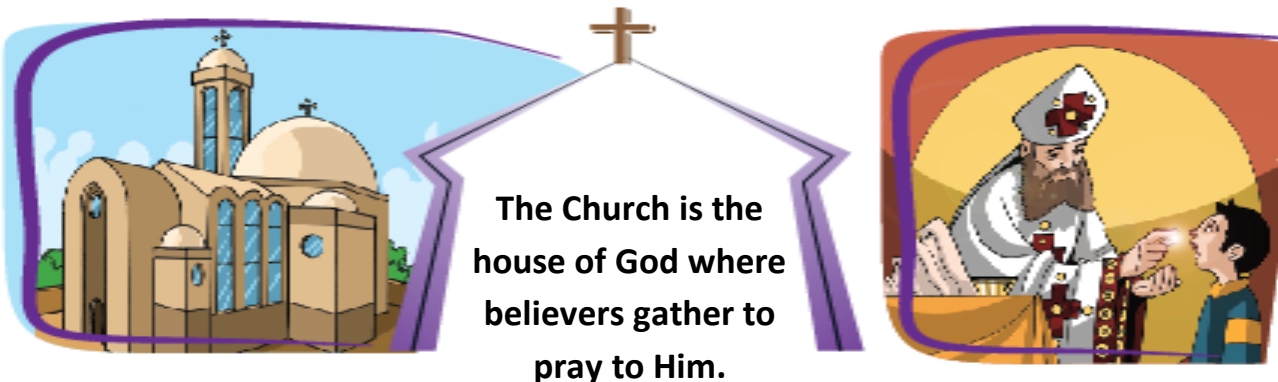 The Church is the
house of God where
believers gather to
pray to Him.